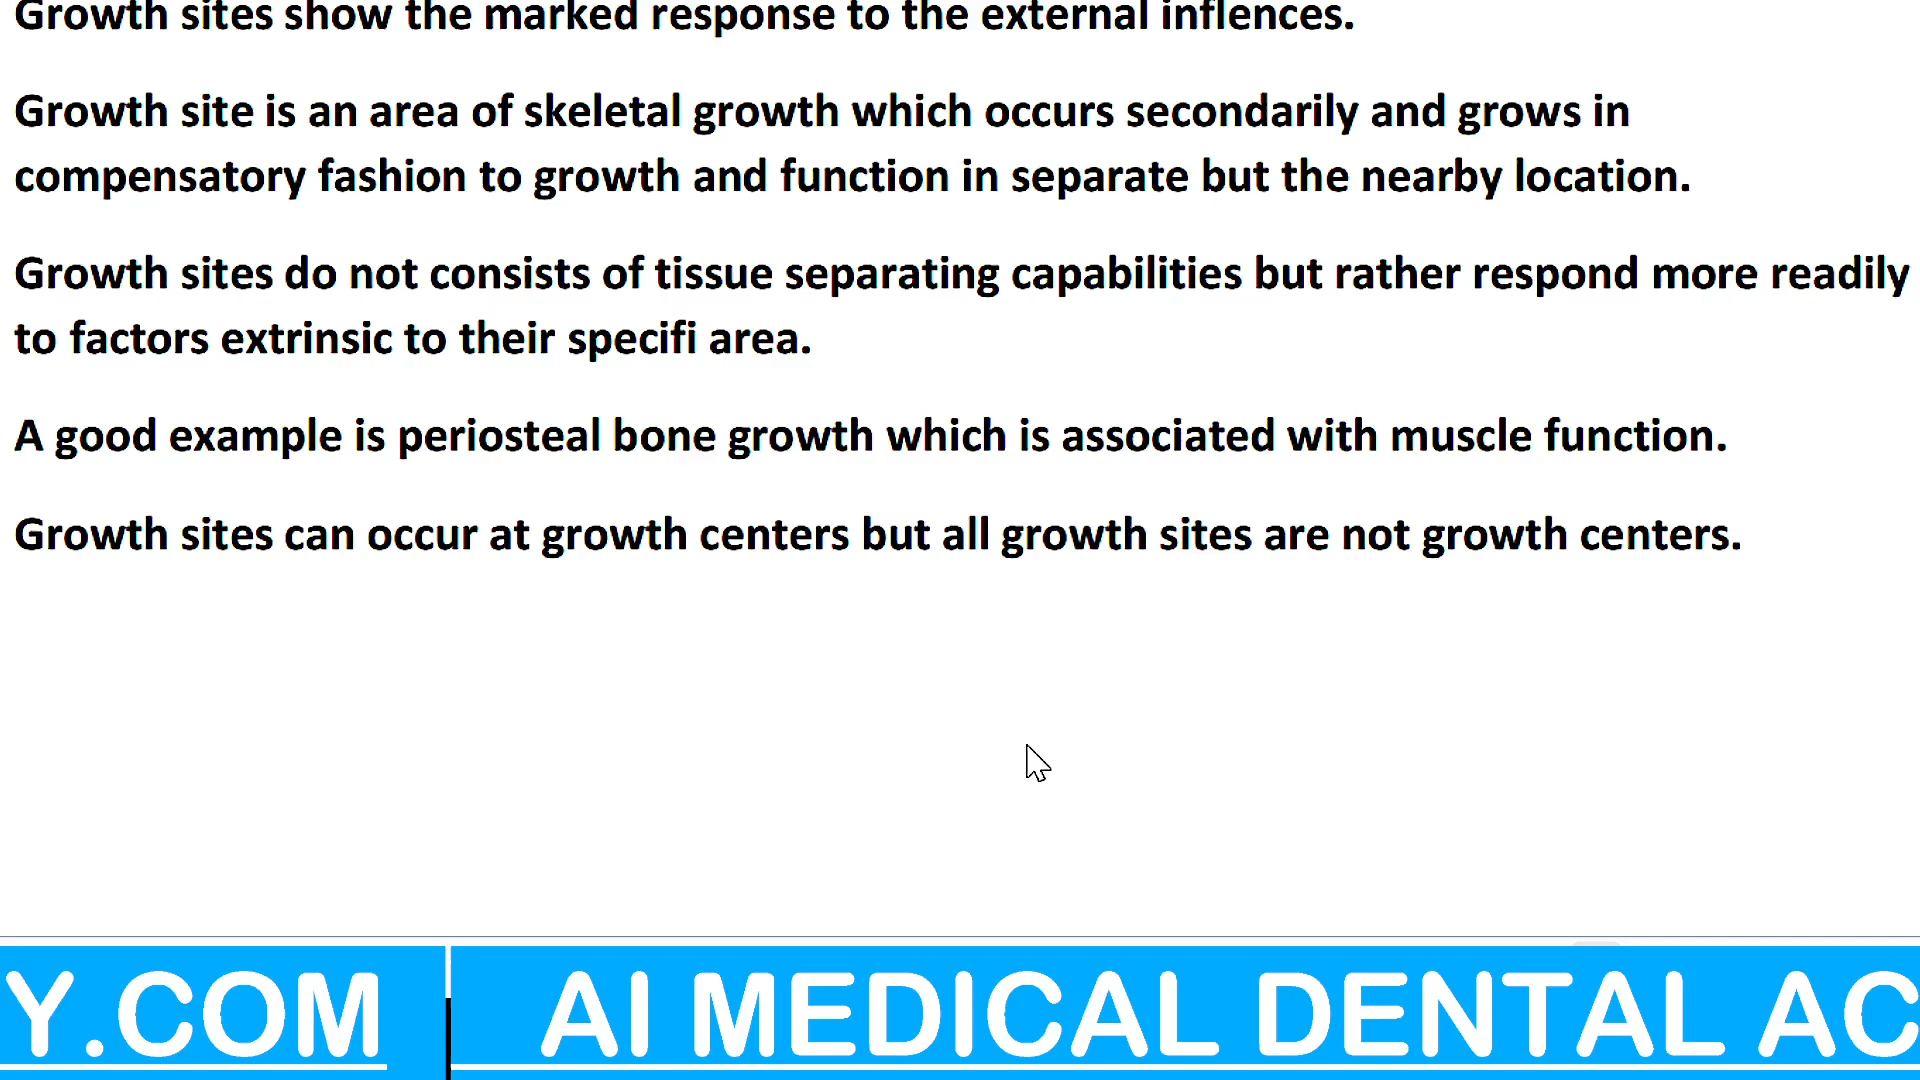 Growth sites show the marked response to the external inflences.
Growth site is an area of skeletal growth which occurs secondarily and grows in
compensatory fashion to growth and function in separate but the nearby location.
Growth sites do not consists of tissue separating capabilities but rather respond more readily
to factors extrinsic to their specifi area.
A good example is periosteal bone growth which is associated with muscle function.
Growth sites can occur at growth centers but all growth sites are not growth centers.
Y.COM AI MEDICAL DENTAL AC